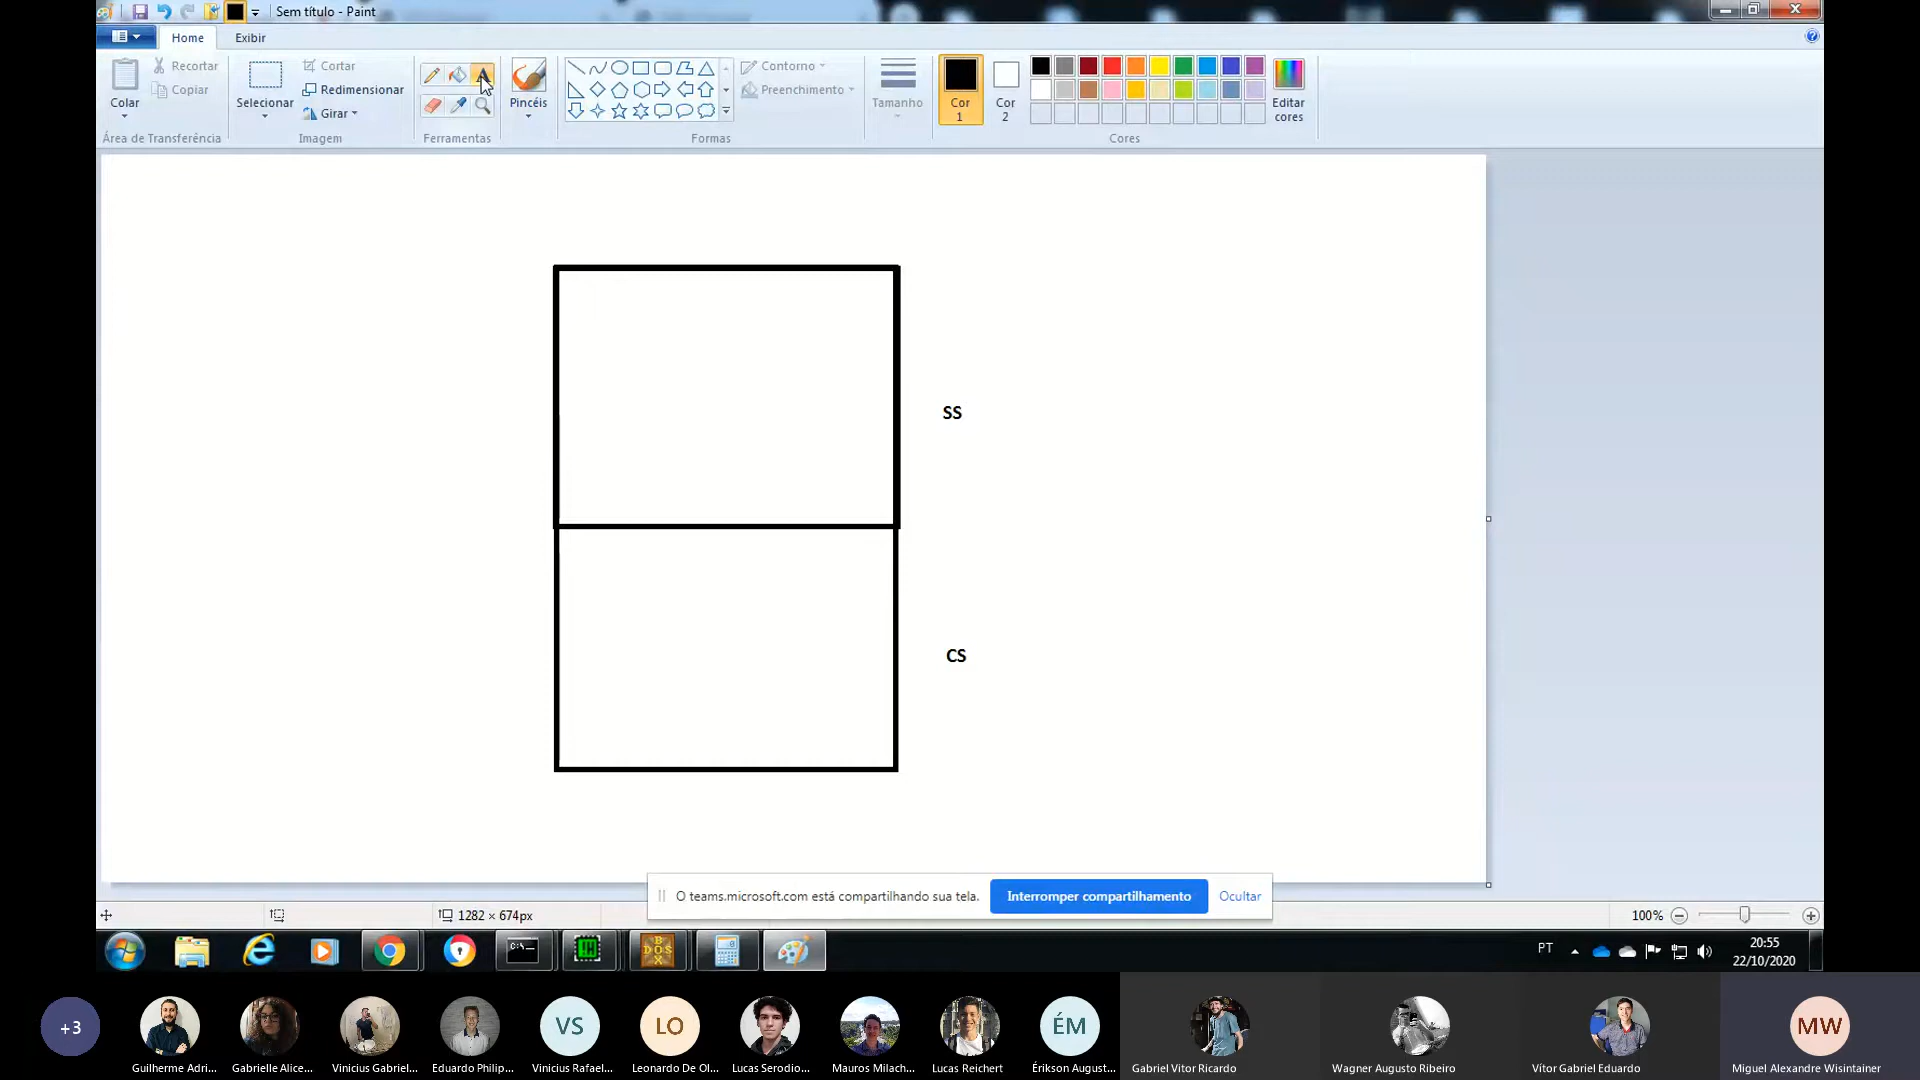 Sem título - Paint
Home
Exibir
Colar
Recortar
Copiar
Área de Transferência
Selecionar
Cortar
Redimensionar
Girar
Imagem
Ferramentas
Pincéis
Formas
Contorno
Preenchimento
Tamanho
Cor
1
Cor
2
Editar
cores
Cores
SS
CS
O teams.microsoft.com está compartilhando sua tela.
Interromper compartilhamento
Ocultar
1282 × 674px
100%
C:\_
DOS
BOX
PT
20:55
22/10/2020
+3
VS
LO
ÉM
MW
Guilherme Adri...
Gabrielle Alice...
Vinicius Gabriel...
Eduardo Philip...
Vinicius Rafael...
Leonardo De Ol...
Lucas Serodio...
Mauros Milach...
Lucas Reichert
Érikson August...
Gabriel Vitor Ricardo
Wagner Augusto Ribeiro
Vítor Gabriel Eduardo
Miguel Alexandre Wisintainer